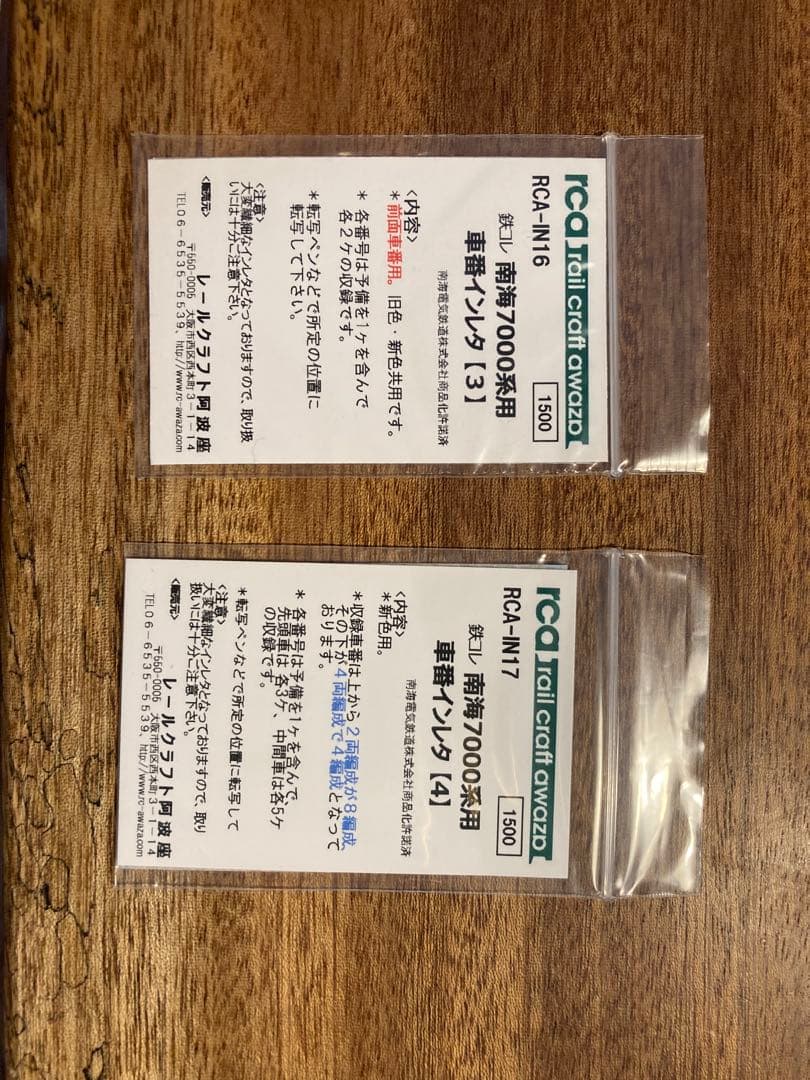 rca rail craft awaza
RCA-IN16
1500
鉄コレ 南海7000系用
車番インレタ【3】
南海電気鉄道株式会社商品化許諾済
<内容>
*前面車番用。旧色・新色共用です。
*各番号は予備を1ケを含んで
各2ケの収録です。
*転写ペンなどで所定の位置に
転写して下さい。
<注意>
大変繊細なインレタとなっておりますので、取り扱
いには十分ご注意下さい。
<販売元>
レールクラフト阿波座
〒550-0005 大阪市西区西本町3-1-14
TEL06-6535-5539、http://www.rc-awaza.com
rca rail craft awaza
RCA-IN17
1500
鉄コレ 南海7000系用
車番インレタ【4】
南海電気鉄道株式会社商品化許諾済
<内容>
*新色用。
*収録車番は上から2両編成が8編成、
その下が4両編成で4編成となって
おります。
*各番号は予備を1ケを含んで、
先頭車は各3ケ、中間車は各5ケ
の収録です。
*転写ペンなどで所定の位置に転写して
<注意>
大変繊細なインレタとなっておりますので、取り
扱いには十分ご注意下さい。
<販売元>
レールクラフト阿波座
〒550-0005 大阪市西区西本町3-1-14
TEL06-6535-5539、http://www.rc-awaza.com